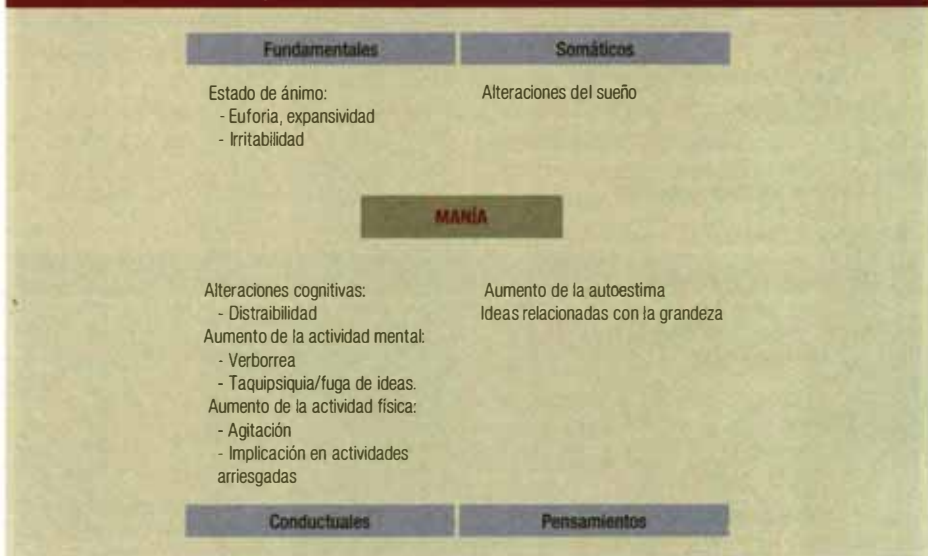 Fundamentales
Somáticos
Estado de ánimo:
- Euforia, expansividad
- Irritabilidad
Alteraciones del sueño
MANÍA
Alteraciones cognitivas:
- Distraibilidad
Aumento de la actividad mental:
- Verborrea
- Taquipsiquia/fuga de ideas.
Aumento de la actividad física:
- Agitación
- Implicación en actividades
arriesgadas
Aumento de la autoestima
Ideas relacionadas con la grandeza
Conductuales
Pensamientos